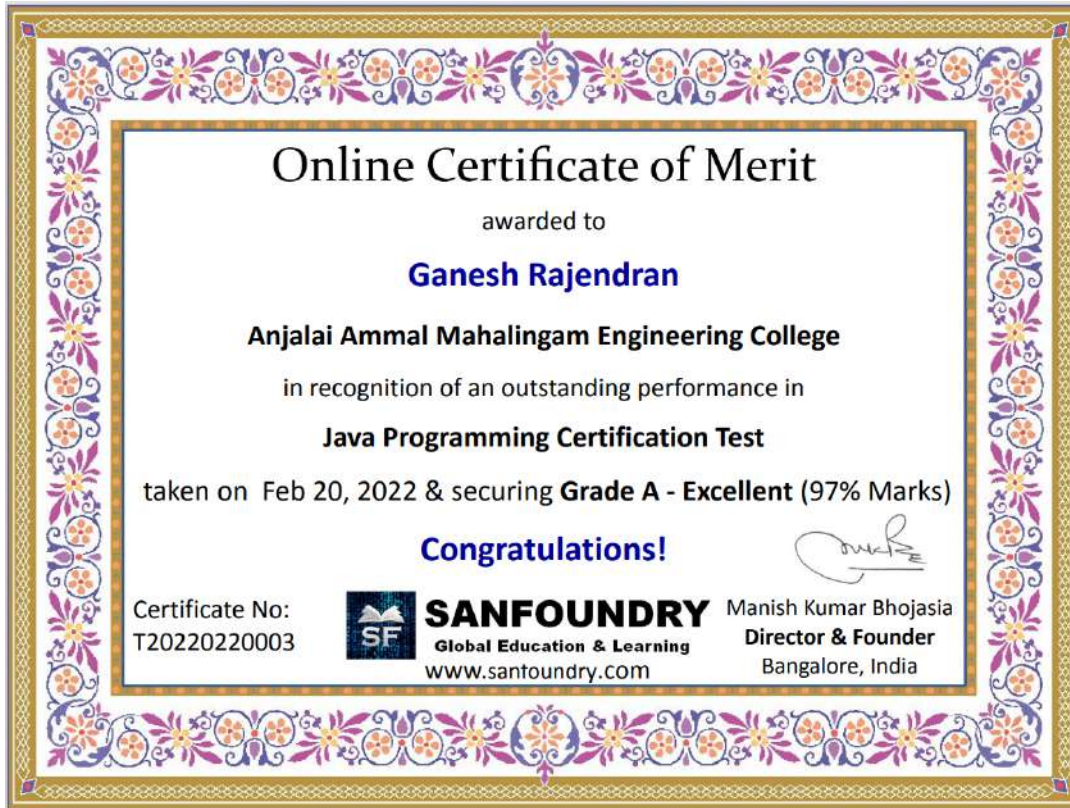 Online Certificate of Merit
awarded to
Ganesh Rajendran
Anjalai Ammal Mahalingam Engineering College
in recognition of an outstanding performance in
Java Programming Certification Test
taken on Feb 20, 2022 & securing Grade A - Excellent (97% Marks)
Congratulations!
Certificate No:
T20220220003
SF
SANFOUNDRY
Global Education & Learning
www.sanfoundry.com
Manish Kumar Bhojasia
Director & Founder
Bangalore, India